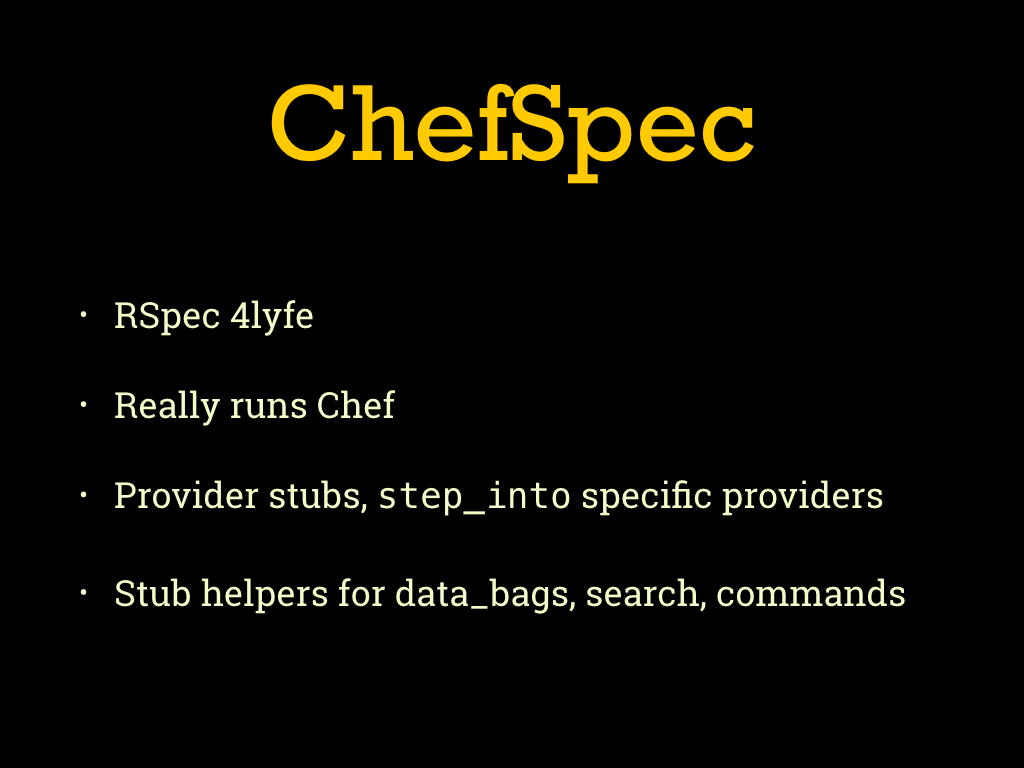 ChefSpec
• RSpec 4lyfe
• Really runs Chef
• Provider stubs, step_into specific providers
• Stub helpers for data_bags, search, commands